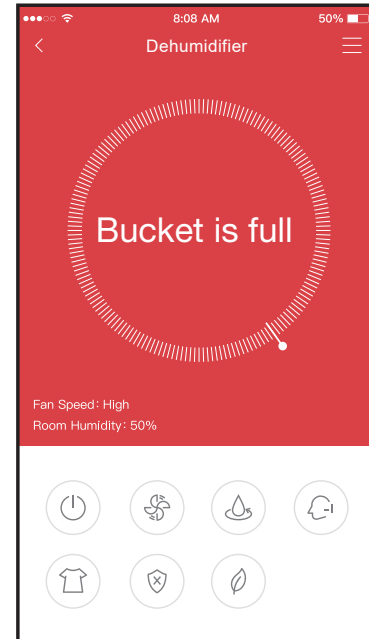 8:08 AM 50%
Dehumidifier
Bucket is full
Fan Speed: High
Room Humidity: 50%